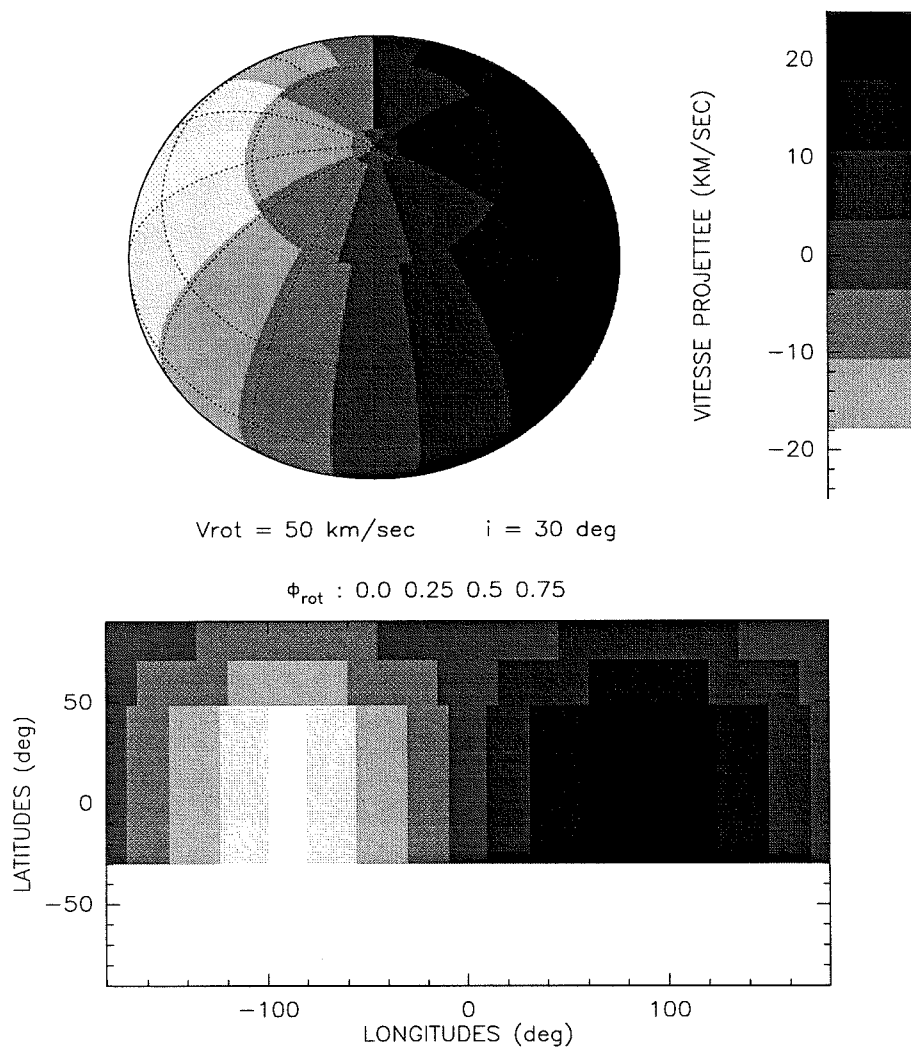 20
10
0
−10
−20
VITESSE PROJETTEE (KM/SEC)
Vrot = 50 km/sec i = 30 deg
ϕrot : 0.0 0.25 0.5 0.75
50
0
−50
LATITUDES (deg)
−100 0 100
LONGITUDES (deg)